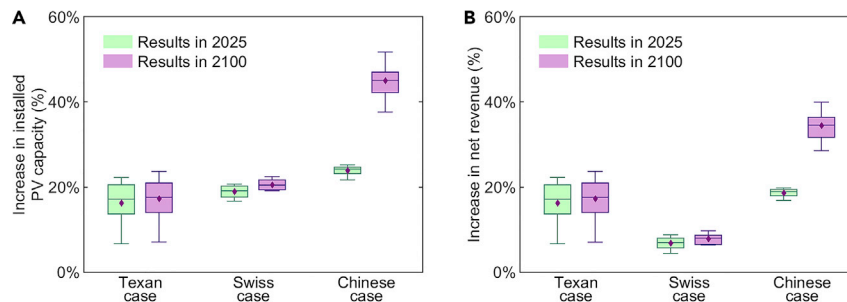 A
60%
40%
20%
0%
Increase in installed
PV capacity (%)
Results in 2025
Results in 2100
Texan
case
Swiss
case
Chinese
case
B
60%
40%
20%
0%
Increase in net revenue (%)
Results in 2025
Results in 2100
Texan
case
Swiss
case
Chinese
case